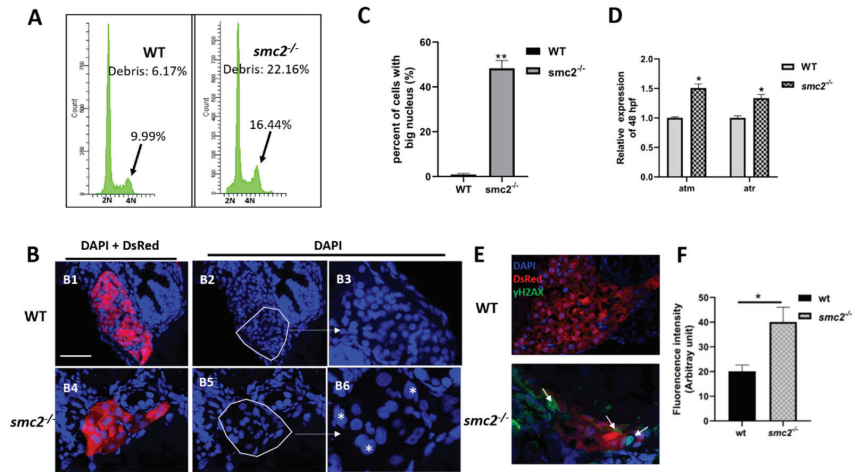 A
WT
Debris: 6.17%
9.99%
Count
2N 4N
smc2-/-
Debris: 22.16%
16.44%
Count
2N 4N
C
percent of cells with
big nucleus (%)
60
40
20
0
**
WT smc2-/-
WT
smc2-/-
D
Relative expression
of 48 hpf
2.0
1.5
1.0
0.5
0.0
* *
atm atr
WT
smc2-/-
B
DAPI + DsRed DAPI
WT
B1 B2 B3
smc2-/-
B4 B5 B6
* * *
E
DAPI
DsRed
γH2AX
WT
smc2-/-
F
Fluorencence intensity
(Arbitray unit)
50
40
30
20
10
0
*
wt smc2-/-
wt
smc2-/-